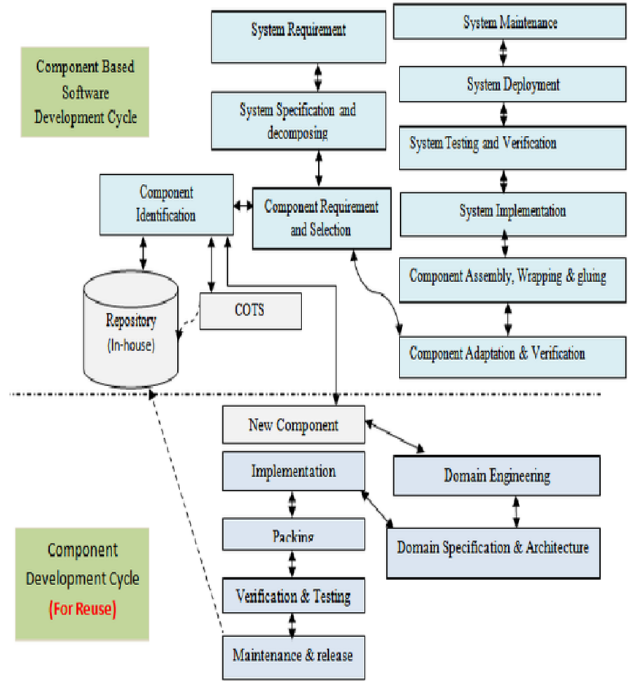 Component Based
Software
Development Cycle
System Requirement
System Specification and
decomposing
Component
Identification
Component Requirement
and Selection
Repository
(In-house)
COTS
System Maintenance
System Deployment
System Testing and Verification
System Implementation
Component Assembly, Wrapping & gluing
Component Adaptation & Verification
Component
Development Cycle
(For Reuse)
New Component
Implementation
Packing
Verification & Testing
Maintenance & release
Domain Engineering
Domain Specification & Architecture